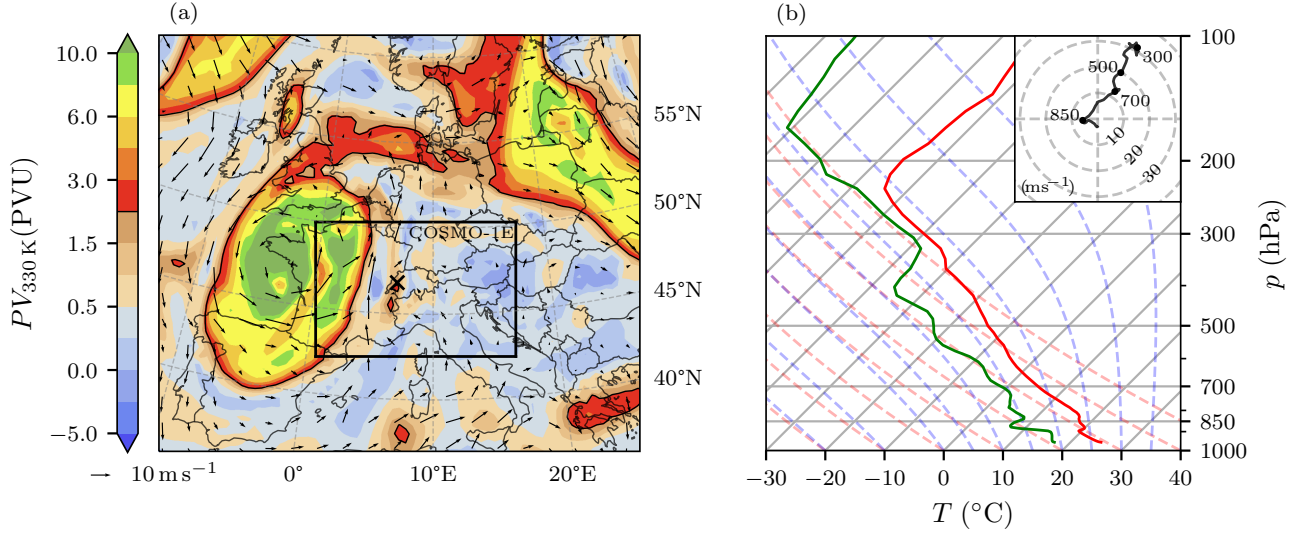 (a)
10.0
6.0
3.0
1.5
0.5
0.0
−5.0
PV330 K(PVU)
→ 10 m s−1
COSMO-1E
55°N
50°N
45°N
40°N
0°
10°E
20°E
(b)
100
200
300
500
700
850
1000
p (hPa)
−30 −20 −10 0 10 20 30 40
T (°C)
300
500
700
850
10
20
30
(ms−1)